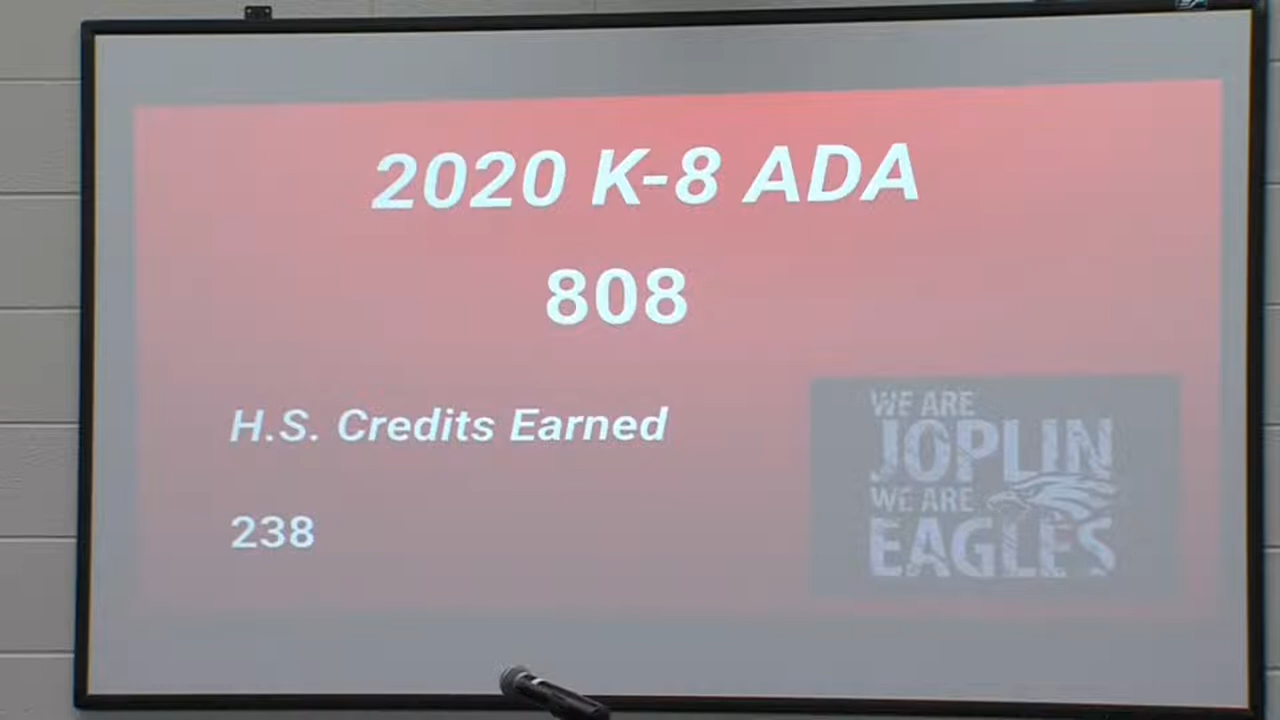 2020 K-8 ADA
808
H.S. Credits Earned
238
WE ARE
JOPLIN
WE ARE
EAGLES